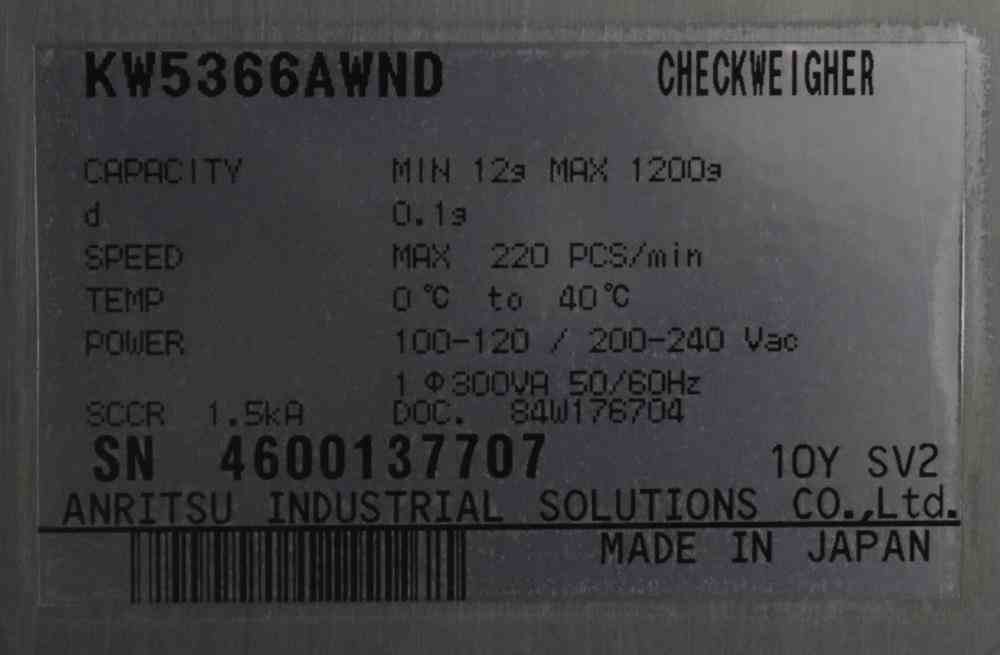 KW5366AWND CHECKWEIGHER
CAPACITY MIN 12g MAX 1200g
d 0.1g
SPEED MAX 220 PCS/min
TEMP 0℃ to 40℃
POWER 100-120 / 200-240 Vac
1Φ300VA 50/60Hz
SCCR 1.5kA DOC. 84W176704
SN 4600137707 10Y SV2
ANRITSU INDUSTRIAL SOLUTIONS CO.,Ltd.
MADE IN JAPAN